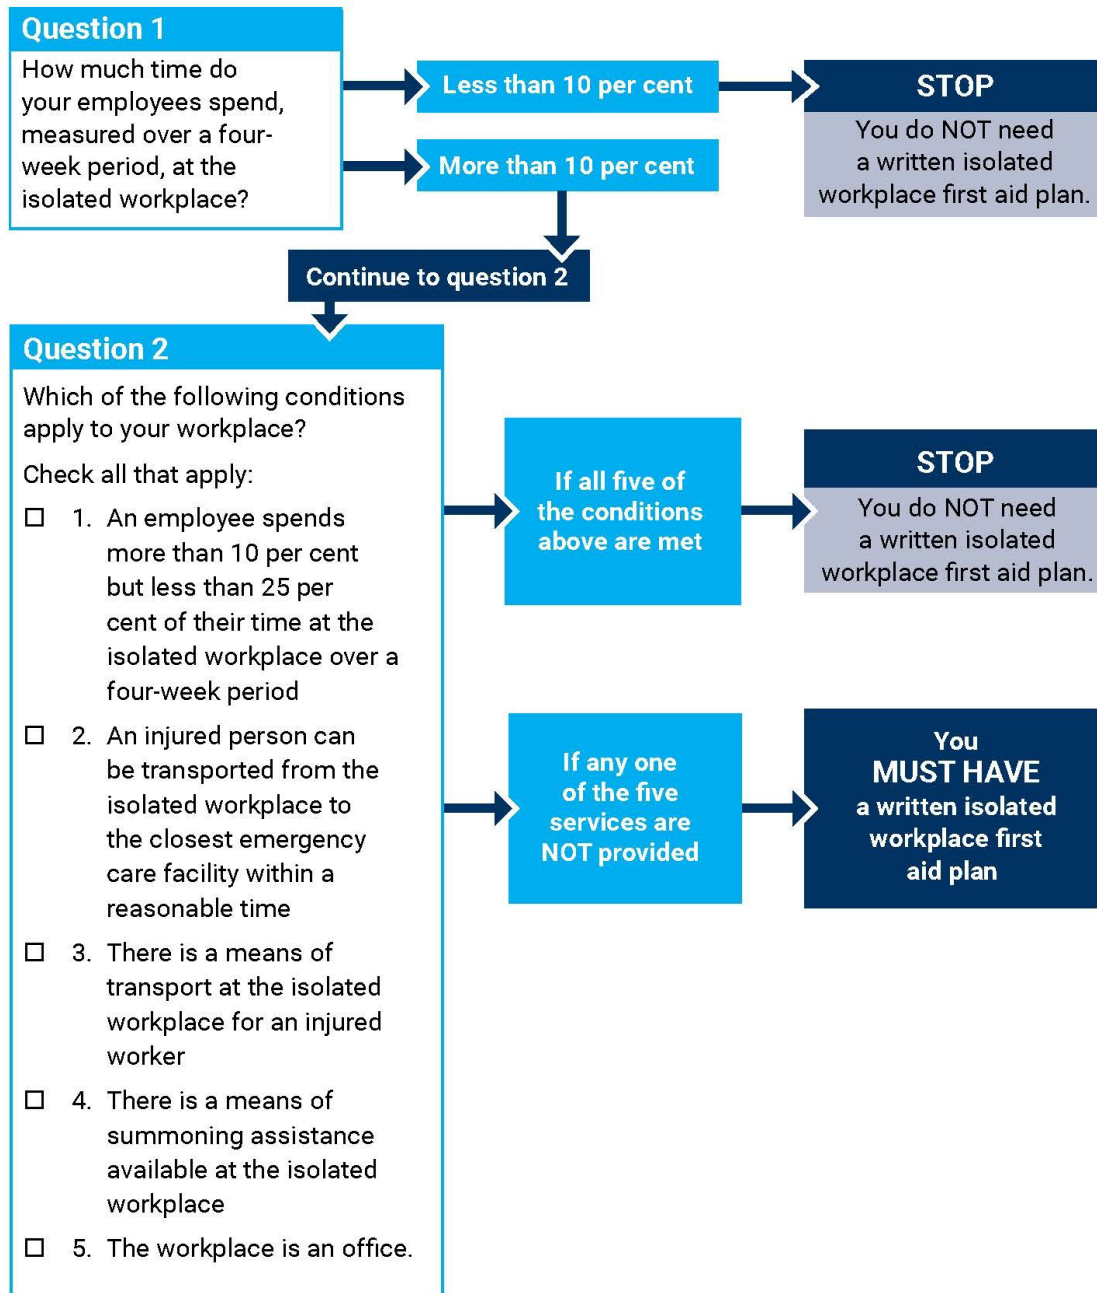 Question 1
How much time do
your employees spend,
measured over a four-
week period, at the
isolated workplace?
Less than 10 per cent
STOP
You do NOT need
a written isolated
workplace first aid plan.
More than 10 per cent
Continue to question 2
Question 2
Which of the following conditions
apply to your workplace?
Check all that apply:
1. An employee spends
more than 10 per cent
but less than 25 per
cent of their time at the
isolated workplace over a
four-week period
2. An injured person can
be transported from the
isolated workplace to
the closest emergency
care facility within a
reasonable time
3. There is a means of
transport at the isolated
workplace for an injured
worker
4. There is a means of
summoning assistance
available at the isolated
workplace
5. The workplace is an office.
If all five of
the conditions
above are met
STOP
You do NOT need
a written isolated
workplace first aid plan.
If any one
of the five
services are
NOT provided
You
MUST HAVE
a written isolated
workplace first
aid plan